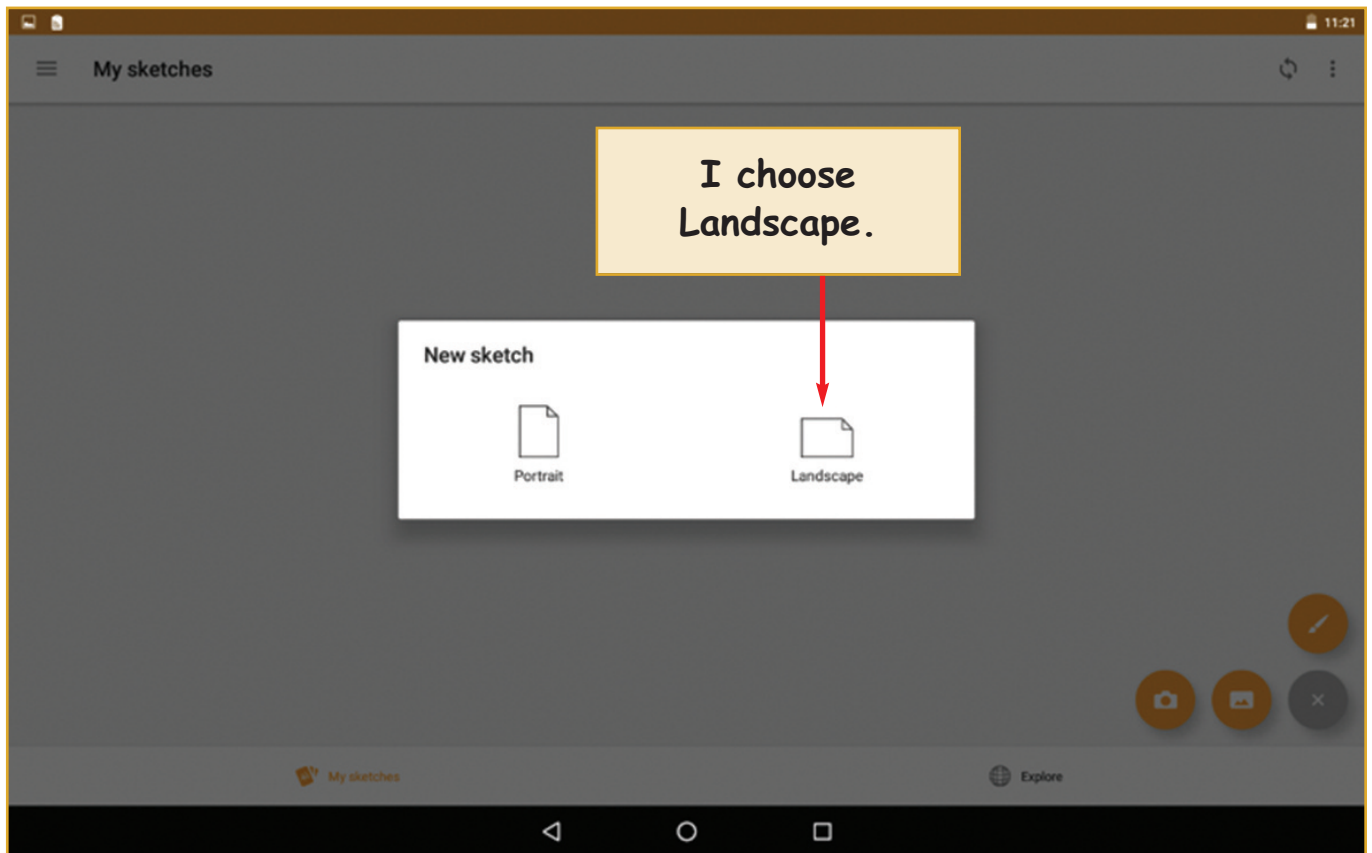 11:21
My sketches
I choose
Landscape.
New sketch
Portrait
Landscape
My sketches
Explore